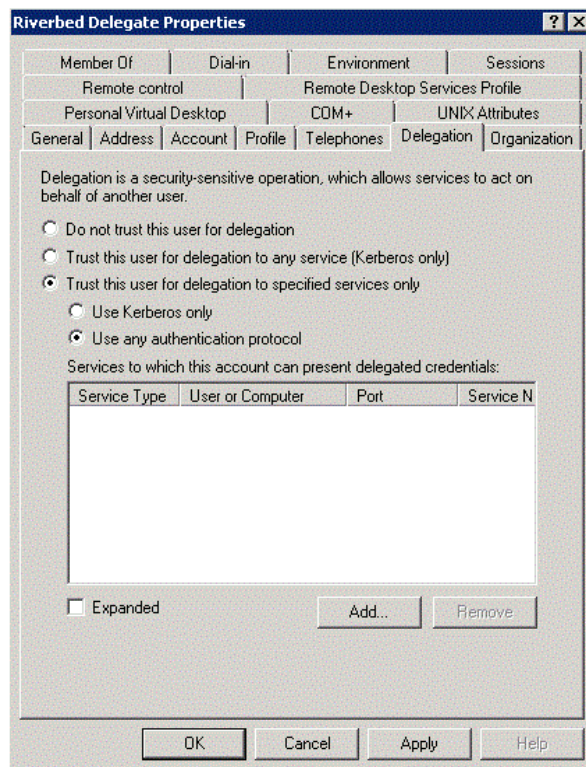 Riverbed Delegate Properties
Member Of Dial-in Environment Sessions
Remote control Remote Desktop Services Profile
Personal Virtual Desktop COM+ UNIX Attributes
General Address Account Profile Telephones Delegation Organization
Delegation is a security-sensitive operation, which allows services to act on
behalf of another user.
Do not trust this user for delegation
Trust this user for delegation to any service (Kerberos only)
Trust this user for delegation to specified services only
Use Kerberos only
Use any authentication protocol
Services to which this account can present delegated credentials:
Service Type User or Computer Port Service N
Expanded Add... Remove
OK Cancel Apply Help